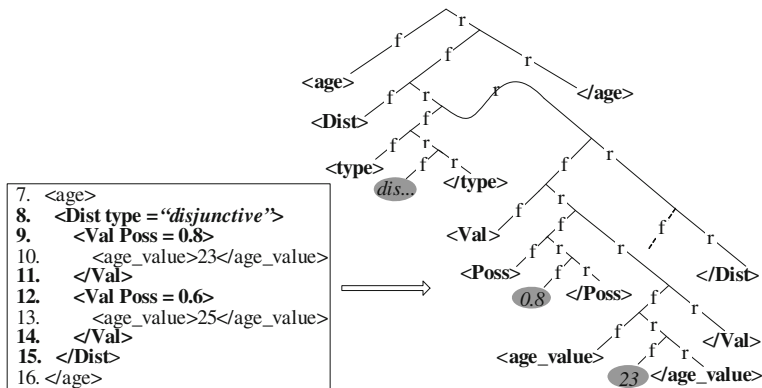 7. <age>
8. <Dist type = “disjunctive”>
9. <Val Poss = 0.8>
10. <age_value>23</age_value>
11. </Val>
12. <Val Poss = 0.6>
13. <age_value>25</age_value>
14. </Val>
15. </Dist>
16. </age>
r
f
f
r
<age>
</age>
r
r
<Dist>
f
f
r
r
<type>
f
r
</type>
dis...
f
r
<Val>
f
r
f
r
<Poss>
f
r
</Poss>
</Dist>
0.8
f
r
</Val>
<age_value>
f
r
</age_value>
23